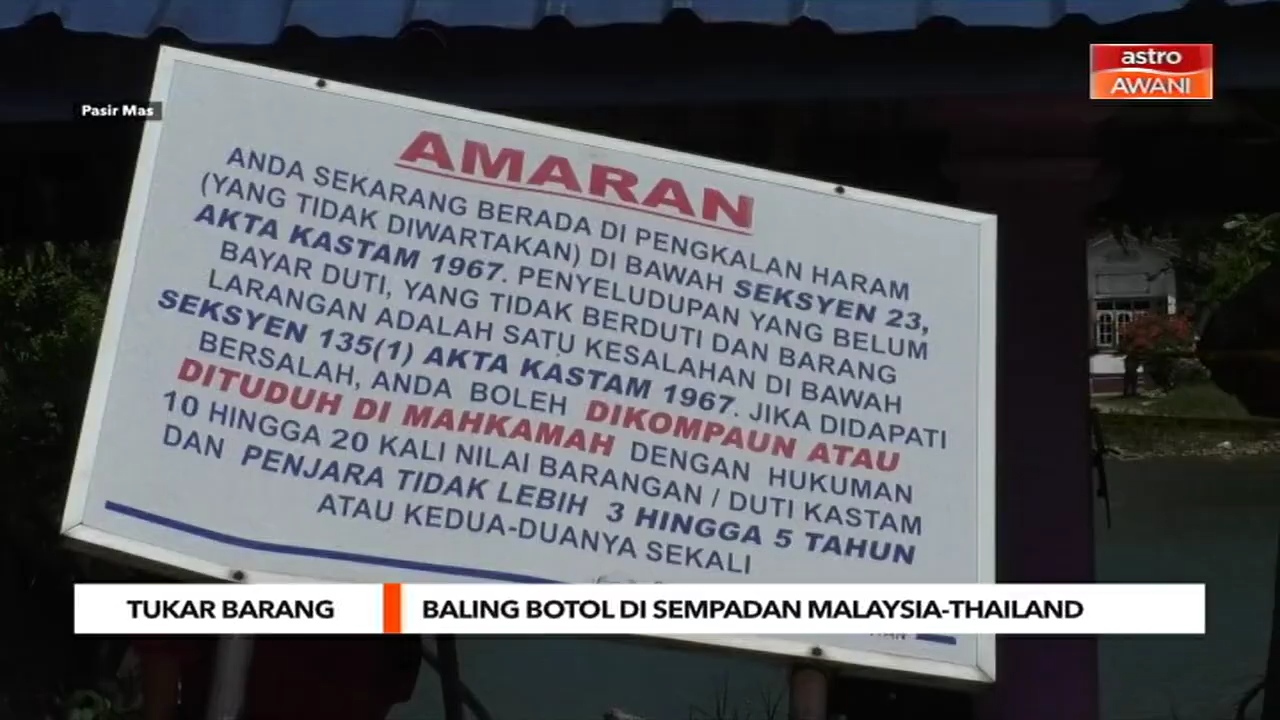 astro
AWANI
Pasir Mas
AMARAN
ANDA SEKARANG BERADA DI PENGKALAN HARAM
(YANG TIDAK DIWARTAKAN) DI BAWAH SEKSYEN 23,
AKTA KASTAM 1967. PENYELUDUPAN YANG BELUM
BAYAR DUTI, YANG TIDAK BERDUTI DAN BARANG
LARANGAN ADALAH SATU KESALAHAN DI BAWAH
SEKSYEN 135(1) AKTA KASTAM 1967. JIKA DIDAPATI
BERSALAH, ANDA BOLEH DIKOMPAUN ATAU
DITUDUH DI MAHKAMAH DENGAN HUKUMAN
10 HINGGA 20 KALI NILAI BARANGAN / DUTI KASTAM
DAN PENJARA TIDAK LEBIH 3 HINGGA 5 TAHUN
ATAU KEDUA-DUANYA SEKALI
TUKAR BARANG
BALING BOTOL DI SEMPADAN MALAYSIA-THAILAND